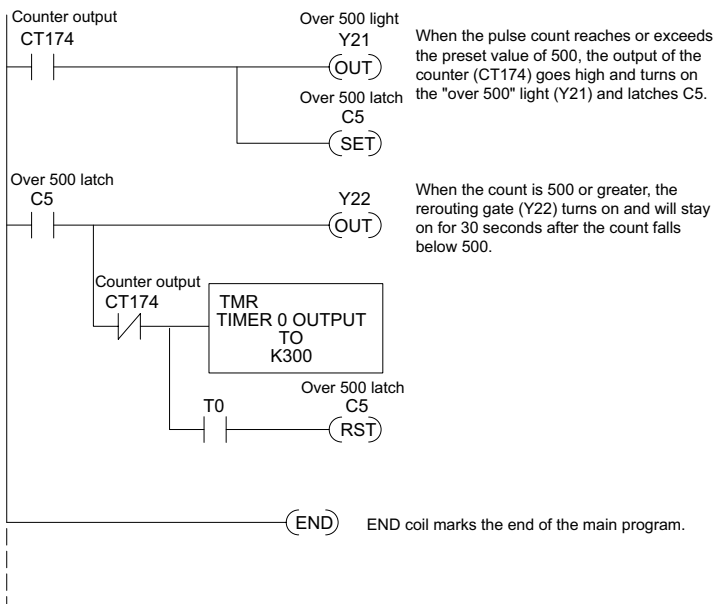 Counter output
CT174
Over 500 light
Y21
OUT
When the pulse count reaches or exceeds
the preset value of 500, the output of the
counter (CT174) goes high and turns on
the "over 500" light (Y21) and latches C5.
Over 500 latch
C5
SET
Over 500 latch
C5
Y22
OUT
When the count is 500 or greater, the
rerouting gate (Y22) turns on and will stay
on for 30 seconds after the count falls
below 500.
Counter output
CT174
TMR
TIMER 0 OUTPUT
TO
K300
Over 500 latch
T0
C5
RST
END
END coil marks the end of the main program.